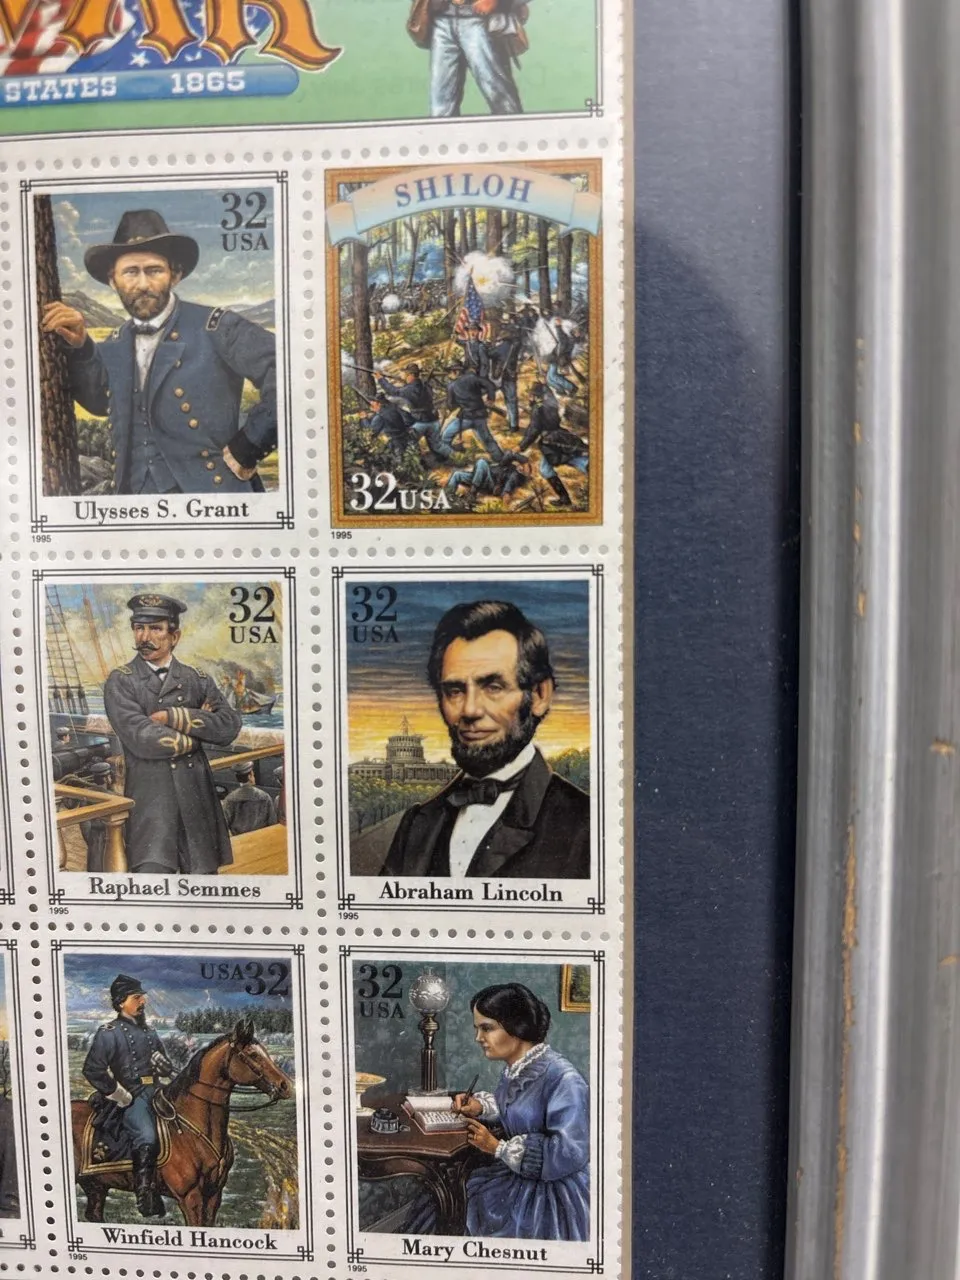 STATES 1865
32
USA
Ulysses S. Grant
1995
SHILOH
32USA
1995
32
USA
Raphael Semmes
1995
32
USA
Abraham Lincoln
1995
USA32
Winfield Hancock
1995
32
USA
Mary Chesnut
1995